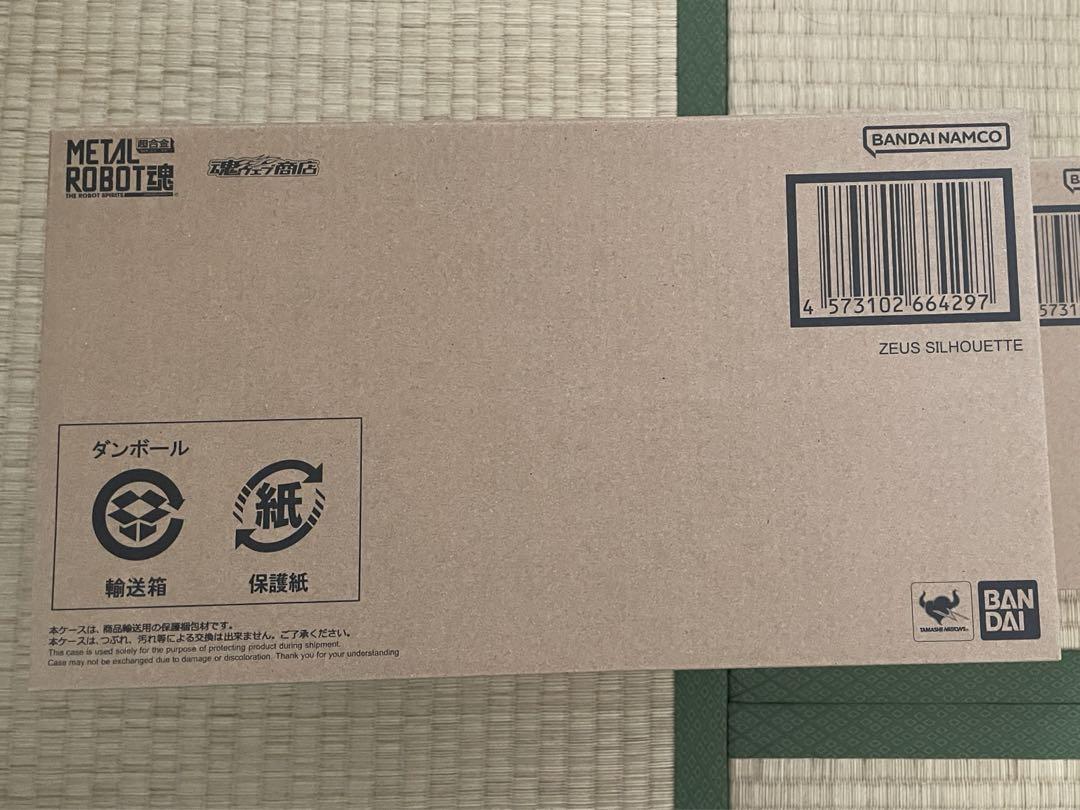 METAL 超合金
ROBOT魂
THE ROBOT SPIRITS
魂ウェブ商店
BANDAI NAMCO
4 573102 664297
ZEUS SILHOUETTE
ダンボール
紙
輸送箱
保護紙
本ケースは、商品輸送用の保護梱包材です。
本ケースは、つぶれ、汚れ等による交換は出来ません。ご了承ください。
This case is used solely for the purpose of protecting product during shipment.
Case may not be exchanged due to damage or discoloration. Thank you for your understanding
TAMASHII NATIONS
BAN
DAI
B
5731